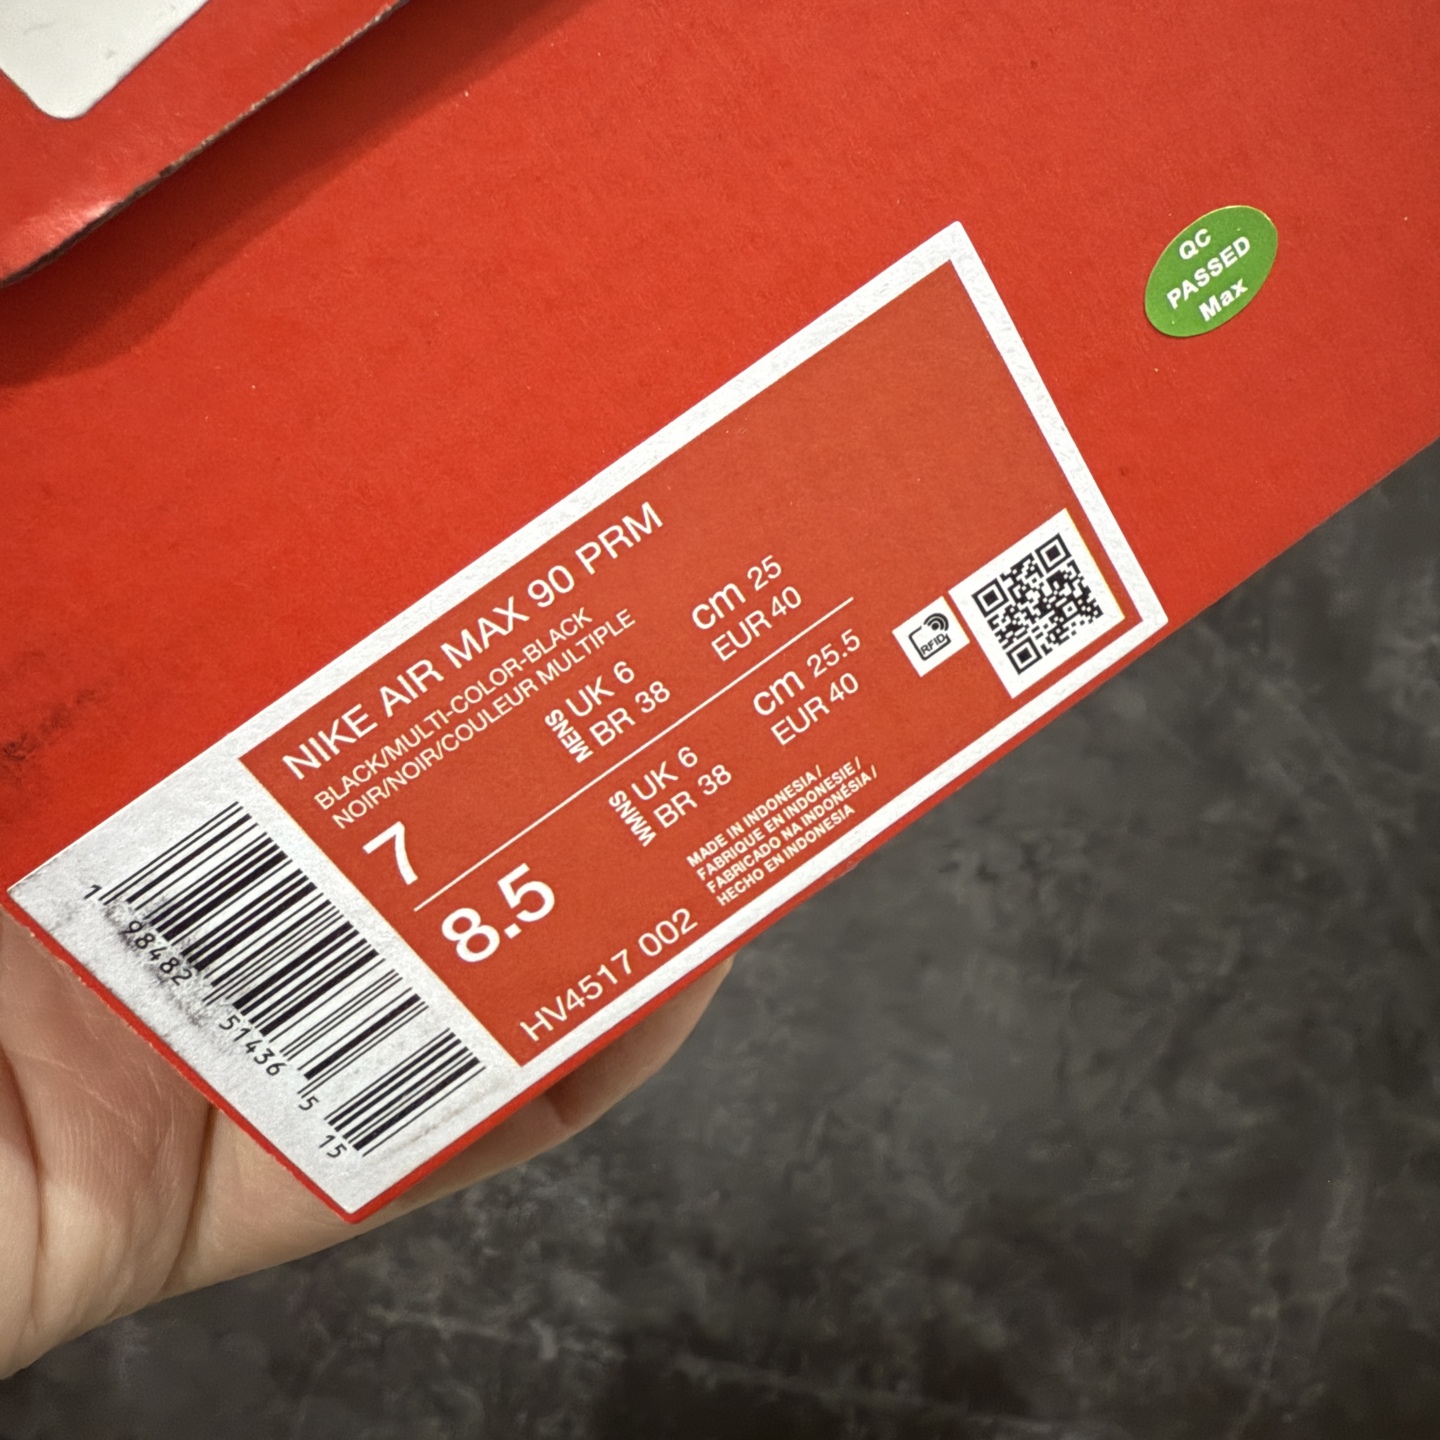 QC
PASSED
Max
NIKE AIR MAX 90 PRM
BLACK/MULTI-COLOR-BLACK
NOIR/NOIR/COULEUR MULTIPLE
7
MENS
UK 6
BR 38
cm 25
EUR 40
8.5
WMNS
UK 6
BR 38
cm 25.5
EUR 40
HV4517 002
MADE IN INDONESIA/
FABRIQUE EN INDONESIE/
FABRICADO NA INDONÉSIA/
HECHO EN INDONESIA
RFID
1 98482 51436 5 15